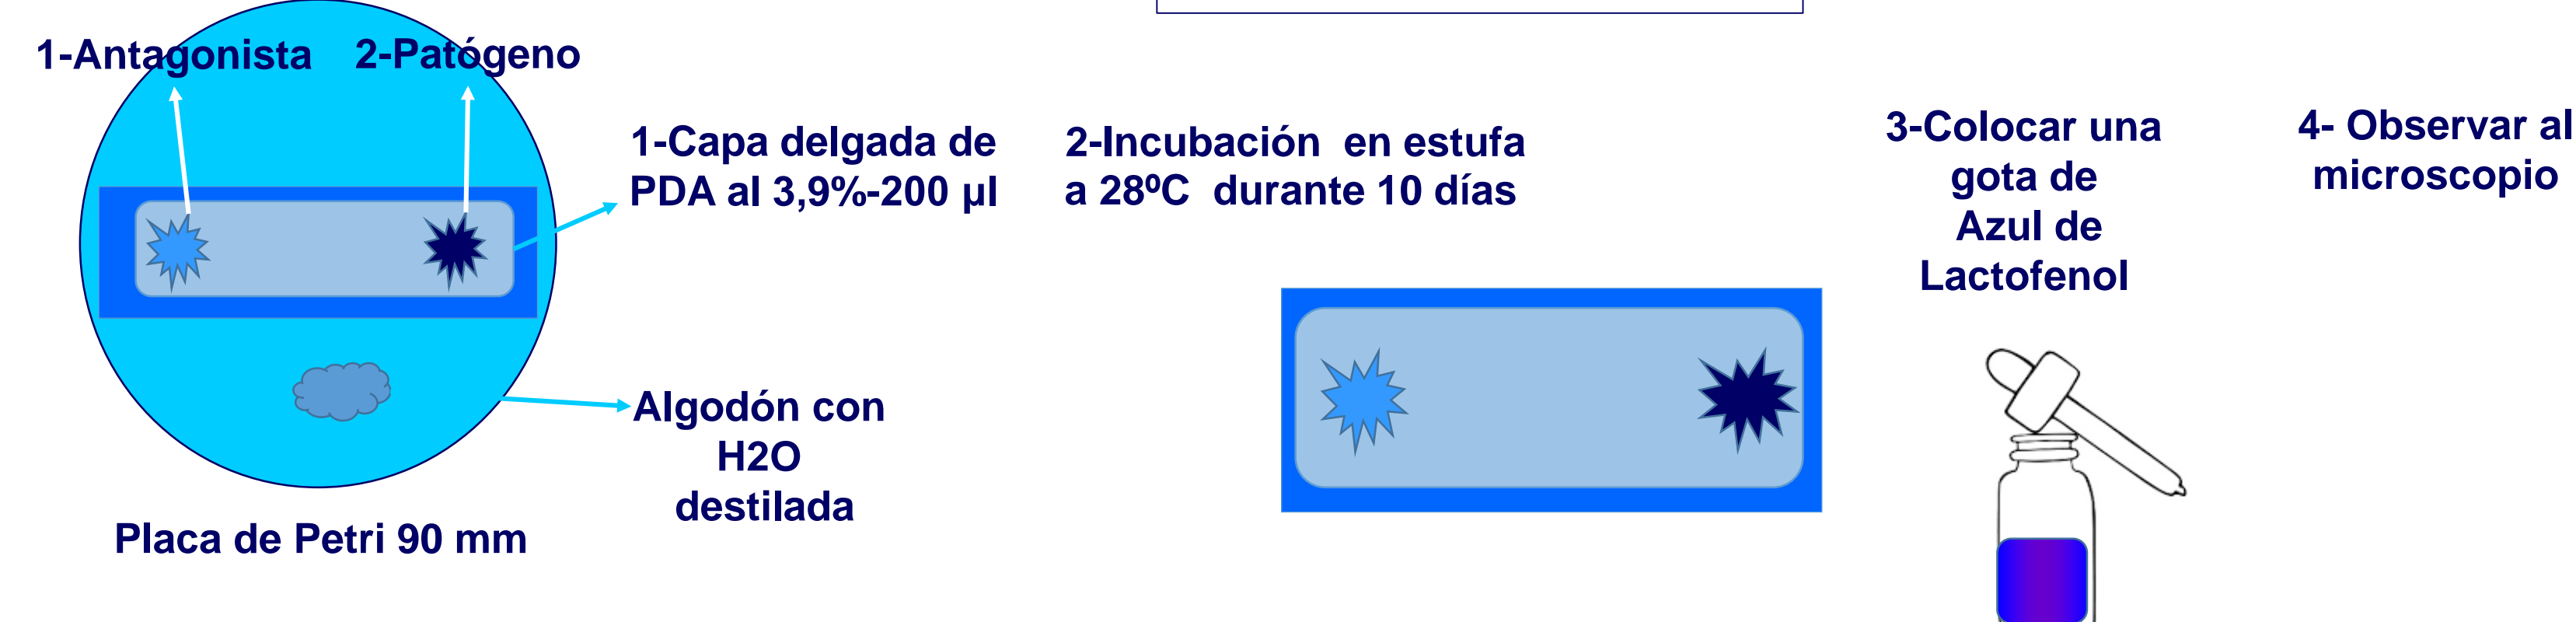 1-Antagonista 2-Patógeno
1-Capa delgada de
PDA al 3,9%-200 µl
2-Incubación en estufa
a 28ºC durante 10 días
3-Colocar una
gota de
Azul de
Lactofenol
4- Observar al
microscopio
Algodón con
H2O
destilada
Placa de Petri 90 mm